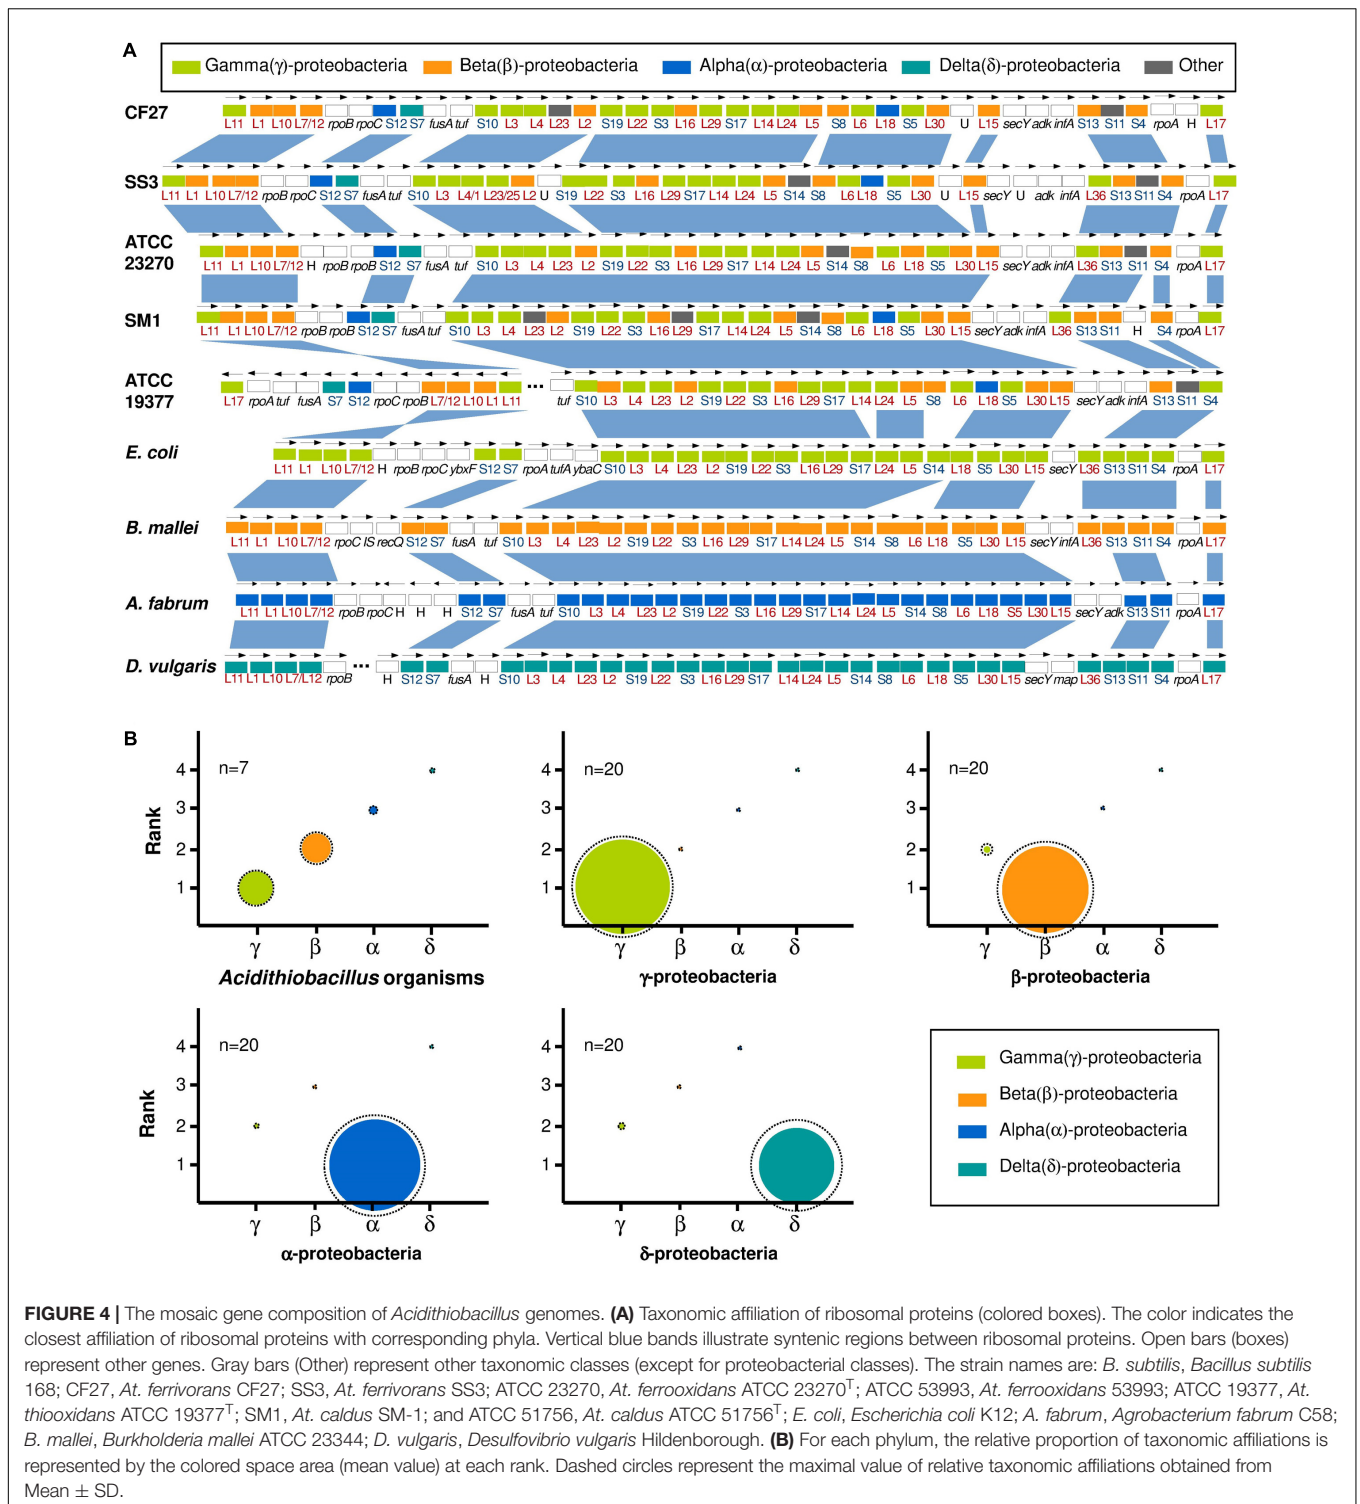 A
Gamma(γ)-proteobacteria Beta(β)-proteobacteria Alpha(α)-proteobacteria Delta(δ)-proteobacteria Other
CF27
L11 L1 L10 L7/12 rpoB rpoC S12 S7 fusA tuf S10 L3 L4 L23 L2 S19 L22 S3 L16 L29 S17 L14 L24 L5 S8 L18 S5 L30 U L15 secY adk infA S13 S11 S4 rpoA H L17
SS3
L11 L1 L10 L7/12 rpoB rpoC S12 S7 fusA tuf S10 L3 L4/1 L23/25 L2 U S19 L22 S3 L16 L29 S17 L14 L24 L5 S14 S8 L6 L18 S5 L30 U L15 secY U adk infA L36 S13 S11 S4 rpoA L17
ATCC
23270
L11 L1 L10 L7/12 H rpoB rpoB S12 S7 fusA tuf S10 L3 L4 L23 L2 S19 L22 S3 L16 L29 S17 L14 L24 L5 S14 S8 L6 L18 S5 L30 L15 secY adk infA L36 S13 S11 S4 rpoA L17
SM1
L11 L1 L10 L7/12 rpoB rpoB S12 S7 fusA tuf S10 L3 L4 L23 L2 S19 L22 S3 L16 L29 S17 L14 L24 L5 S14 S8 L6 L18 S5 L30 L15 secY adk infA L36 S13 S11 H S4 rpoA L17
ATCC
19377
L17 rpoA tuf fusA S7 S12 rpoC rpoB L7/12 L10 L1 L11 ... tuf S10 L3 L4 L23 L2 S19 L22 S3 L16 L29 S17 L14 L24 L5 S8 L6 L18 S5 L30 L15 secY adk infA S13 S11 S4
E. coli
L11 L1 L10 L7/12 H rpoB rpoC ybxF S12 S7 rpoA tufA ybaC S10 L3 L4 L23 L2 S19 L22 S3 L16 L29 S17 L24 L5 S14 L18 S5 L30 L15 secY L36 S13 S11 S4 rpoA L17
B. mallei
L11 L1 L10 L7/12 rpoC IS recQ S12 S7 fusA tuf S10 L3 L4 L23 L2 S19 L22 S3 L16 L29 S17 L14 L24 L5 S14 S8 L6 L18 S5 L30 L15 secY infA L36 S13 S11 S4 rpoA L17
A. fabrum
L11 L1 L10 L7/12 rpoB rpoC H H H S12 S7 fusA tuf S10 L3 L4 L23 L2 S19 L22 S3 L16 L29 S17 L14 L24 L5 S14 S8 L6 L18 S5 L30 L15 secY adk S13 S11 rpoA L17
D. vulgaris
L11 L1 L10 L7/L12 rpoB ... H S12 S7 fusA H S10 L3 L4 L23 L2 S19 L22 S3 L16 L29 S17 L14 L24 L5 S14 S8 L6 L18 S5 L30 L15 secY map L36 S13 S11 S4 rpoA L17
B
Rank
4
3
2
1
n=7
γ β α δ
Acidithiobacillus organisms
4
3
2
1
n=20
γ β α δ
γ-proteobacteria
4
3
2
1
n=20
γ β α δ
β-proteobacteria
Rank
4
3
2
1
n=20
γ β α δ
α-proteobacteria
4
3
2
1
n=20
γ β α δ
δ-proteobacteria
Gamma(γ)-proteobacteria
Beta(β)-proteobacteria
Alpha(α)-proteobacteria
Delta(δ)-proteobacteria
FIGURE 4 | The mosaic gene composition of Acidithiobacillus genomes. (A) Taxonomic affiliation of ribosomal proteins (colored boxes). The color indicates the
closest affiliation of ribosomal proteins with corresponding phyla. Vertical blue bands illustrate syntenic regions between ribosomal proteins. Open bars (boxes)
represent other genes. Gray bars (Other) represent other taxonomic classes (except for proteobacterial classes). The strain names are: B. subtilis, Bacillus subtilis
168; CF27, At. ferrivorans CF27; SS3, At. ferrivorans SS3; ATCC 23270, At. ferrooxidans ATCC 23270T; ATCC 53993, At. ferrooxidans 53993; ATCC 19377, At.
thiooxidans ATCC 19377T; SM1, At. caldus SM-1; and ATCC 51756, At. caldus ATCC 51756T; E. coli, Escherichia coli K12; A. fabrum, Agrobacterium fabrum C58;
B. mallei, Burkholderia mallei ATCC 23344; D. vulgaris, Desulfovibrio vulgaris Hildenborough. (B) For each phylum, the relative proportion of taxonomic affiliations is
represented by the colored space area (mean value) at each rank. Dashed circles represent the maximal value of relative taxonomic affiliations obtained from
Mean ± SD.